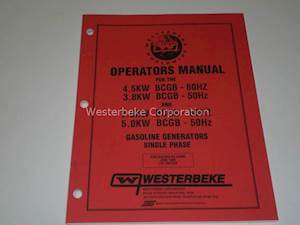 OPERATORS MANUAL
FOR THE
4.5KW BCGB - 60HZ
3.8KW BCGB - 50Hz
AND
Westerbeke Corporation
5.0KW BCGB - 50Hz
GASOLINE GENERATORS
SINGLE PHASE
WESTERBEKE